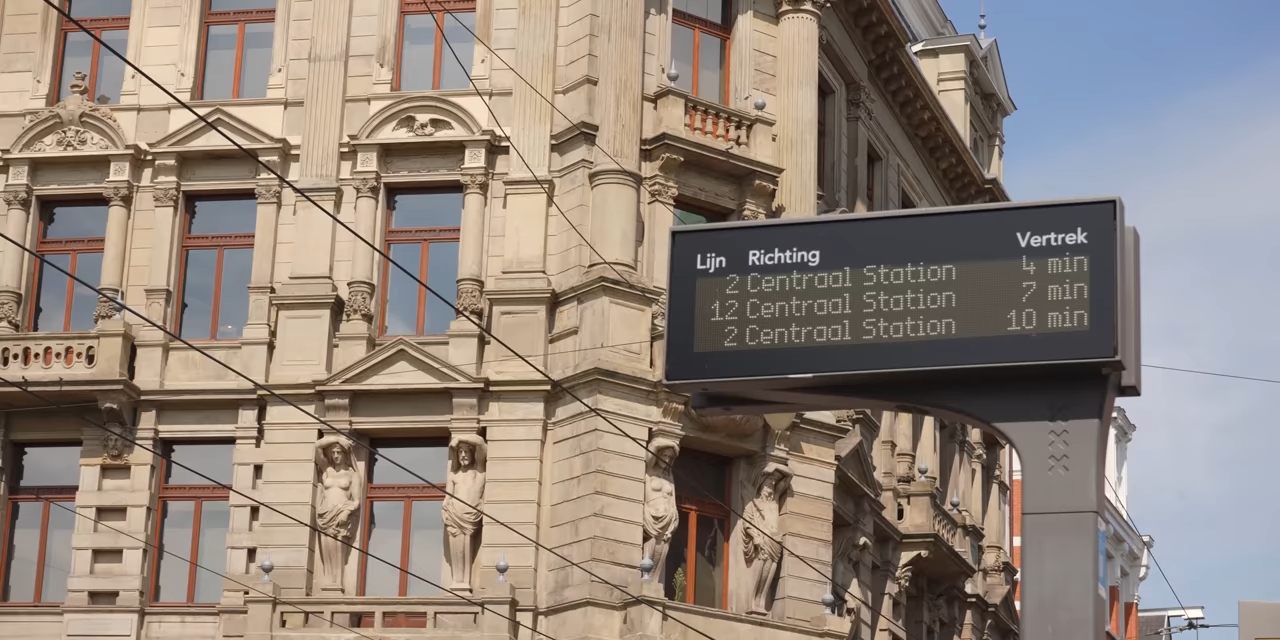 Lijn Richting Vertrek
2 Centraal Station 4 min
12 Centraal Station 7 min
2 Centraal Station 10 min